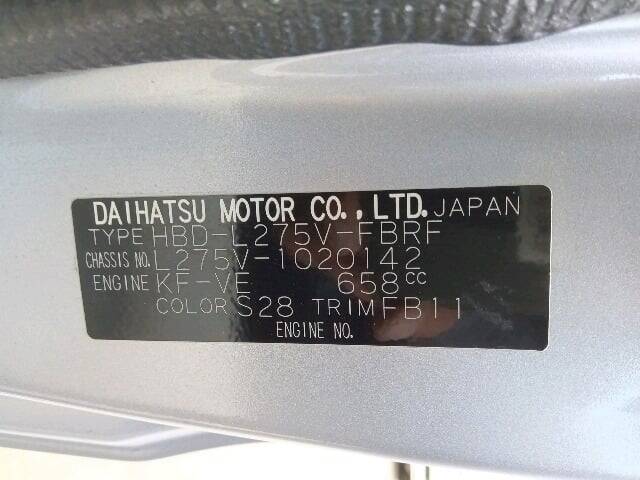 DAIHATSU MOTOR CO., LTD. JAPAN
TYPE HBD-L275V-FBRF
CHASSIS NO. L275V-1020142
ENGINE KF-VE 658cc
COLOR S28 TRIM FB11
ENGINE NO.